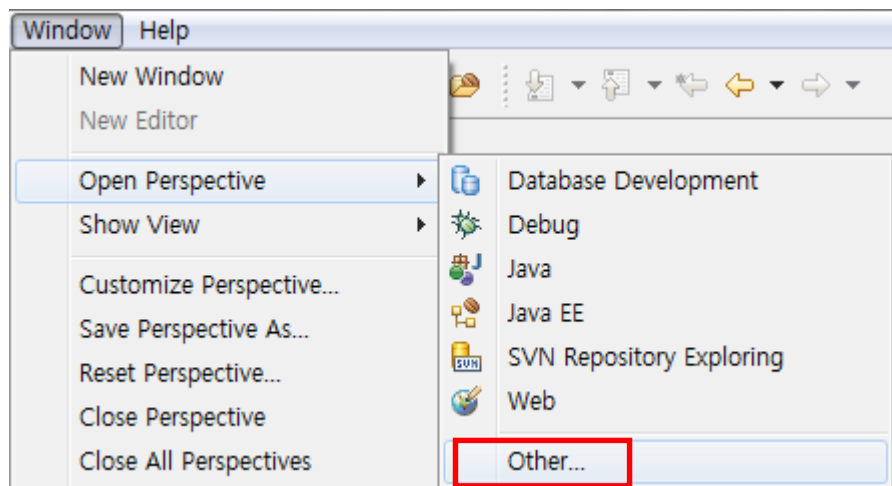 Window Help
New Window
New Editor
Open Perspective
Show View
Customize Perspective...
Save Perspective As...
Reset Perspective...
Close Perspective
Close All Perspectives
Database Development
Debug
Java
Java EE
SVN
SVN Repository Exploring
Web
Other...